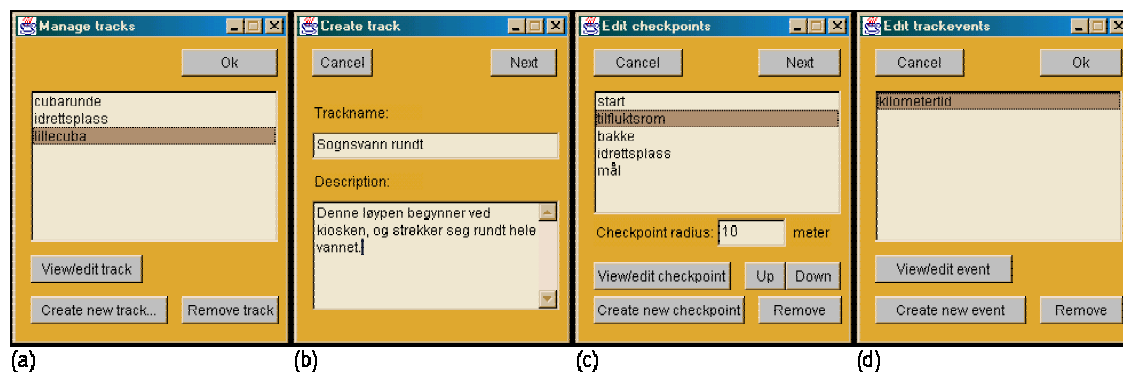 Manage tracks
Ok
cubarunde
idrettsplass
lillecuba
View/edit track
Create new track...
Remove track
(a)
Create track
Cancel
Next
Trackname:
Sognsvann rundt
Description:
Denne løypen begynner ved
kiosken, og strekker seg rundt hele
vannet.
(b)
Edit checkpoints
Cancel
Next
start
tilfluktsrom
bakke
idrettsplass
mål
Checkpoint radius: 10 meter
View/edit checkpoint
Up
Down
Create new checkpoint
Remove
(c)
Edit trackevents
Cancel
Ok
kilometertid
View/edit event
Create new event
Remove
(d)